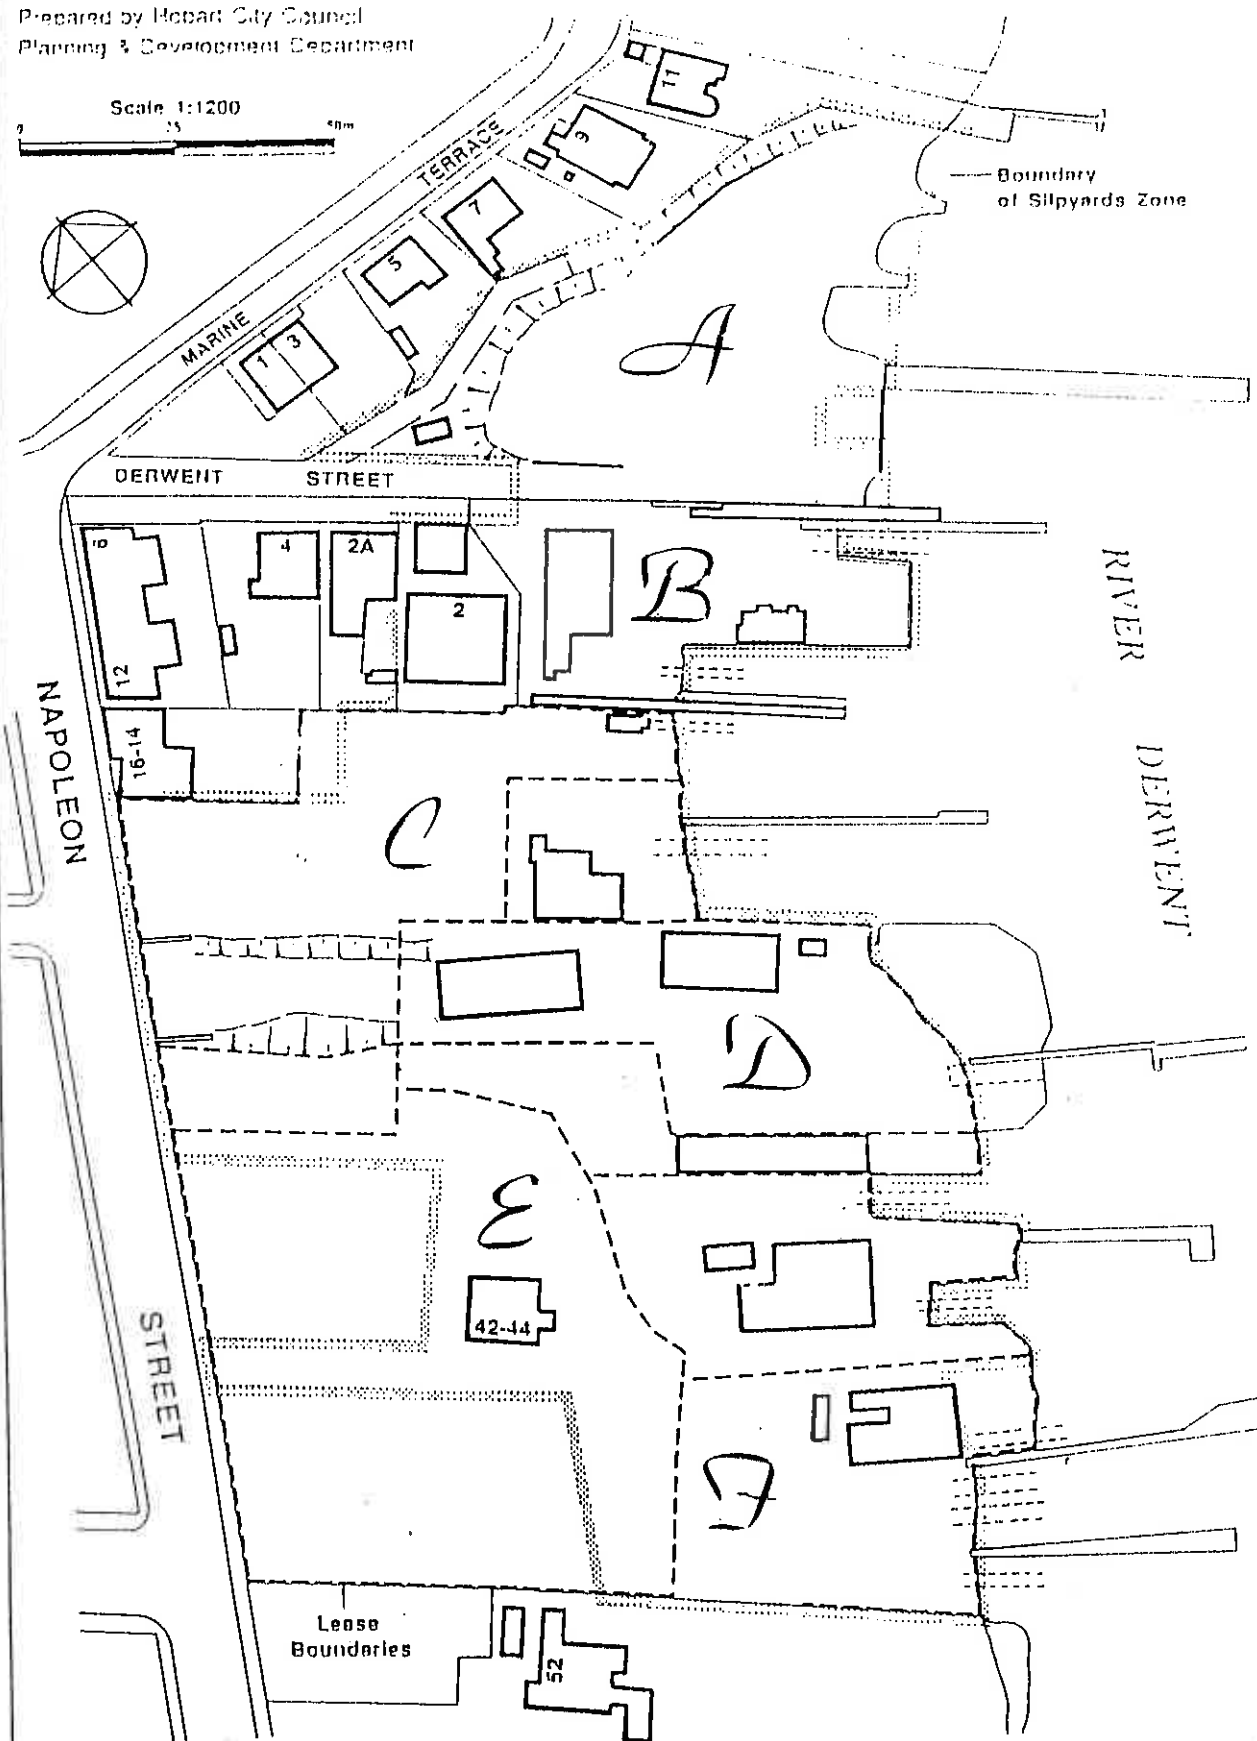 Prepared by Hobart City Council
Planning & Development Department
Scale 1:1200
0 25 50m
11
9
TERRACE
7
Boundary
of Slipyards Zone
5
MARINE
3
1
A
DERWENT STREET
4
2A
B
2
12
RIVER
DERWENT
NAPOLEON
16-14
C
D
E
42-44
STREET
F
Lease
Boundaries
52